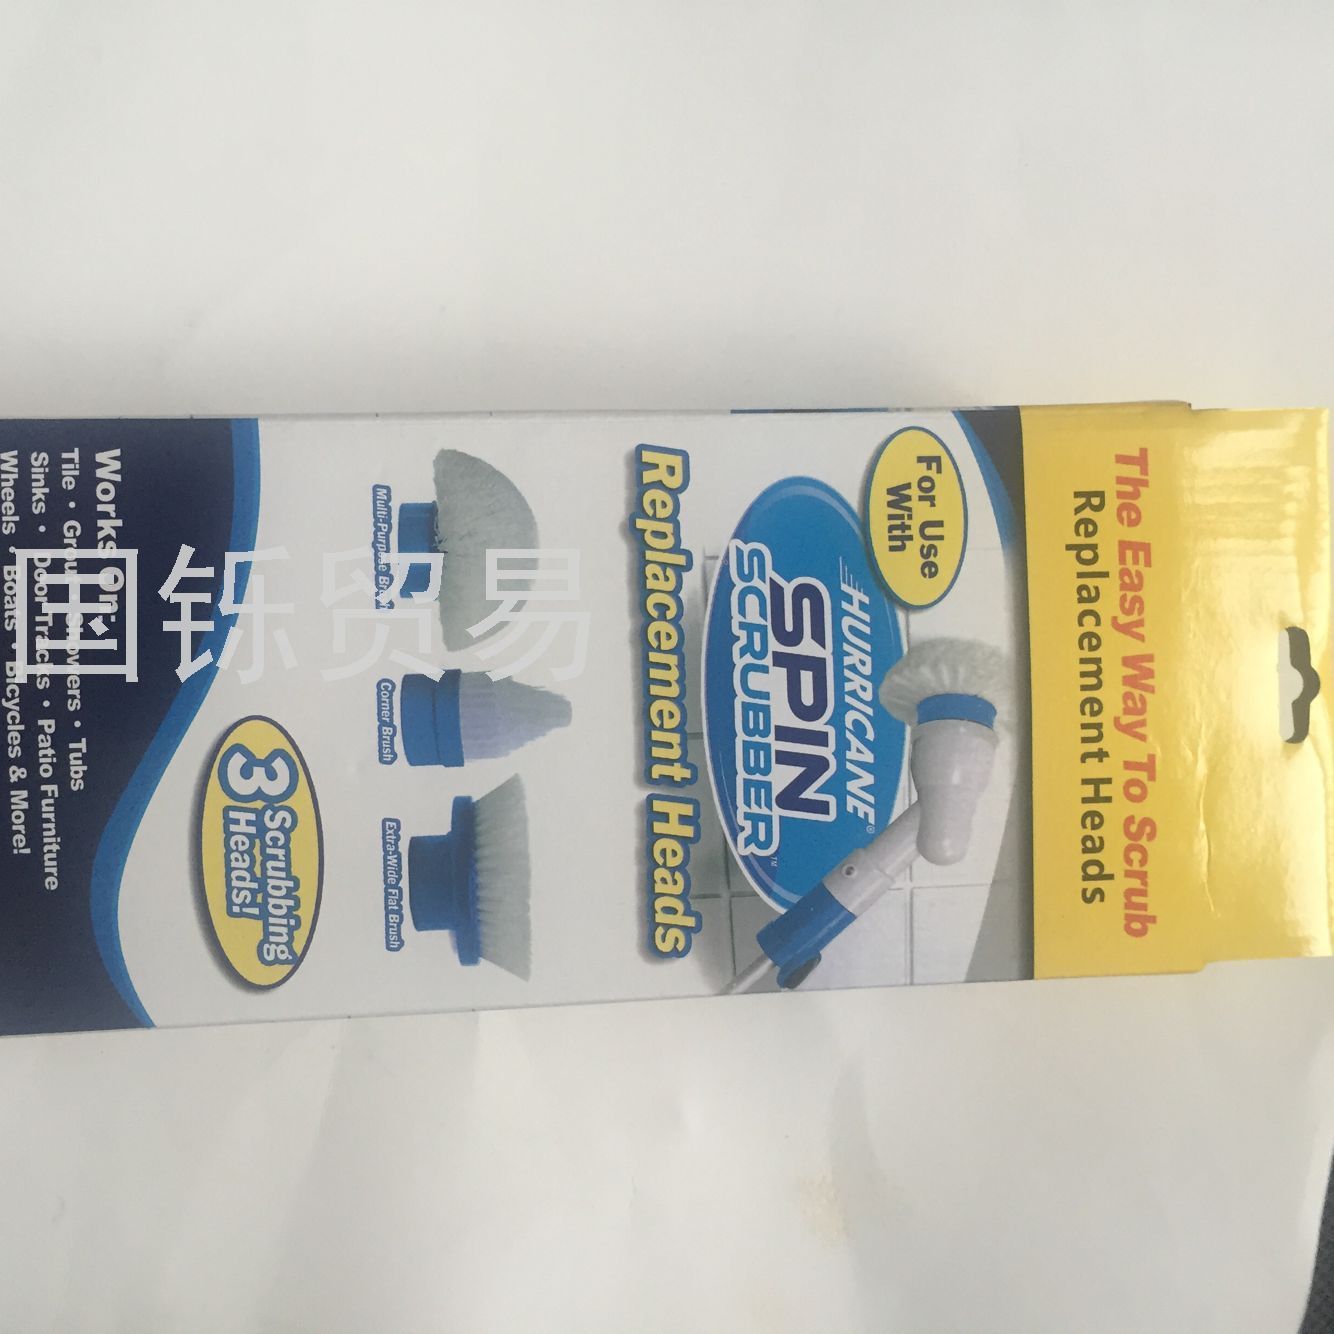 The Easy Way To Scrub
Replacement Heads
For Use
With
HURRICANE®
SPIN
SCRUBBER™
Replacement Heads
Multi-Purpose Brush
Corner Brush
Extra-Wide Flat Brush
3 Scrubbing
Heads!
Works On:
Tile • Grout • Showers • Tubs
Sinks • Door Tracks • Patio Furniture
Wheels • Boats • Bicycles & More!
国铄贸易